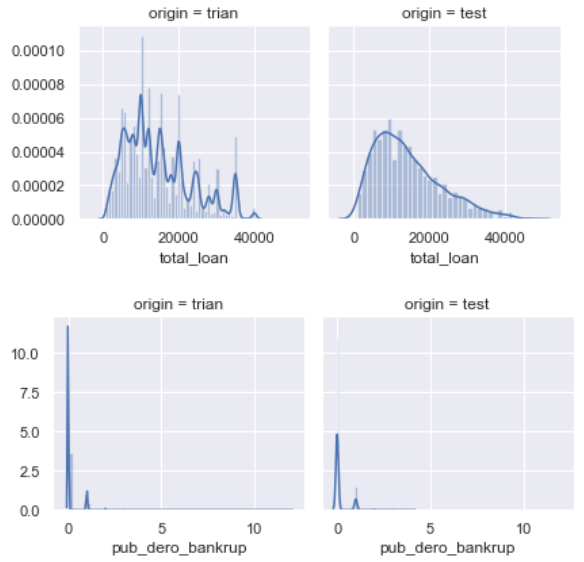 origin = trian origin = test
0.00010
0.00008
0.00006
0.00004
0.00002
0.00000
0 20000 40000 0 20000 40000
total_loan total_loan
origin = trian origin = test
10.0
7.5
5.0
2.5
0.0
0 5 10 0 5 10
pub_dero_bankrup pub_dero_bankrup